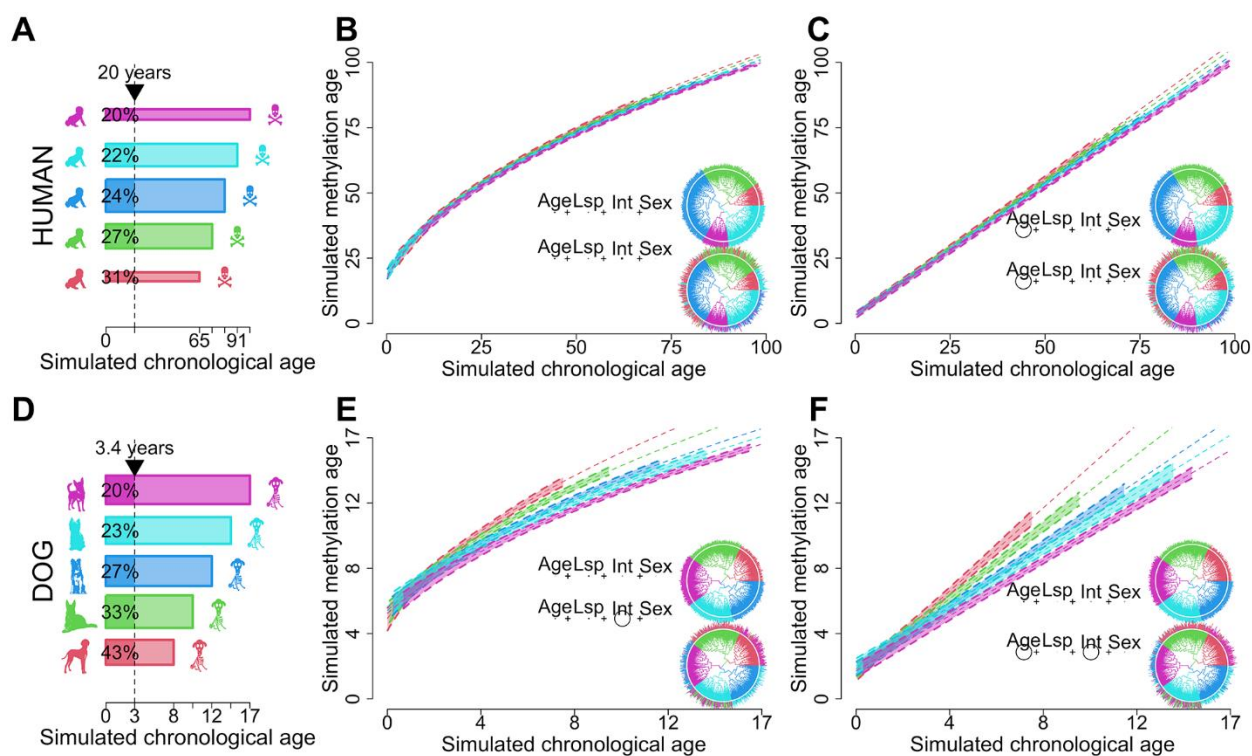 A
20 years
HUMAN
20%
22%
24%
27%
31%
0 65 91
Simulated chronological age
B
Simulated methylation age
0 25 50 75 100
AgeLsp Int Sex
+ - + +
AgeLsp Int Sex
+ - + +
0 25 50 75 100
Simulated chronological age
C
Simulated methylation age
0 25 50 75 100
AgeLsp Int Sex
AgeLsp Int Sex
0 25 50 75 100
Simulated chronological age
D
3.4 years
DOG
20%
23%
27%
33%
43%
0 3 8 12 17
Simulated chronological age
E
Simulated methylation age
0 4 8 12 17
AgeLsp Int Sex
AgeLsp Int Sex
0 4 8 12 17
Simulated chronological age
F
Simulated methylation age
0 4 8 12 17
AgeLsp Int Sex
AgeLsp Int Sex
0 4 8 12 17
Simulated chronological age